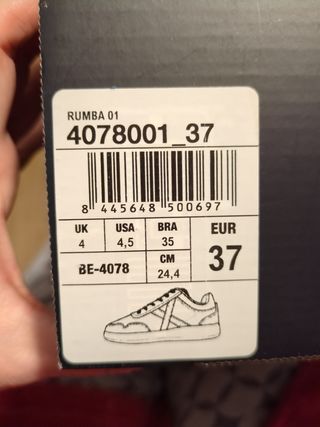 RUMBA 01
4078001_37
8 445648 500697
UK USA BRA EUR
4 4,5 35 37
BE-4078 CM
24,4